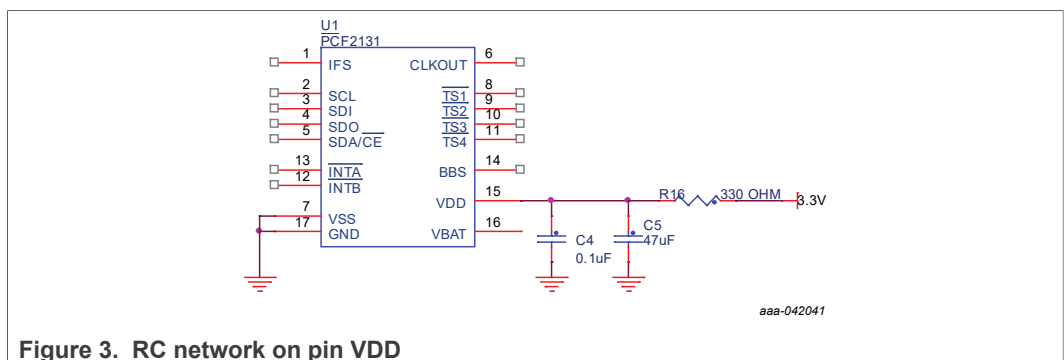 U1
PCF2131
1 IFS CLKOUT 6
2 SCL TS1 8
3 SDI TS2 9
4 SDO TS3 10
5 SDA/CE TS4 11
13 INTA BBS 14
12 INTB
VDD 15 R16 330 OHM 3.3V
7 VSS
17 GND VBAT 16
C4 C5
0.1uF 47uF
aaa-042041
Figure 3. RC network on pin VDD